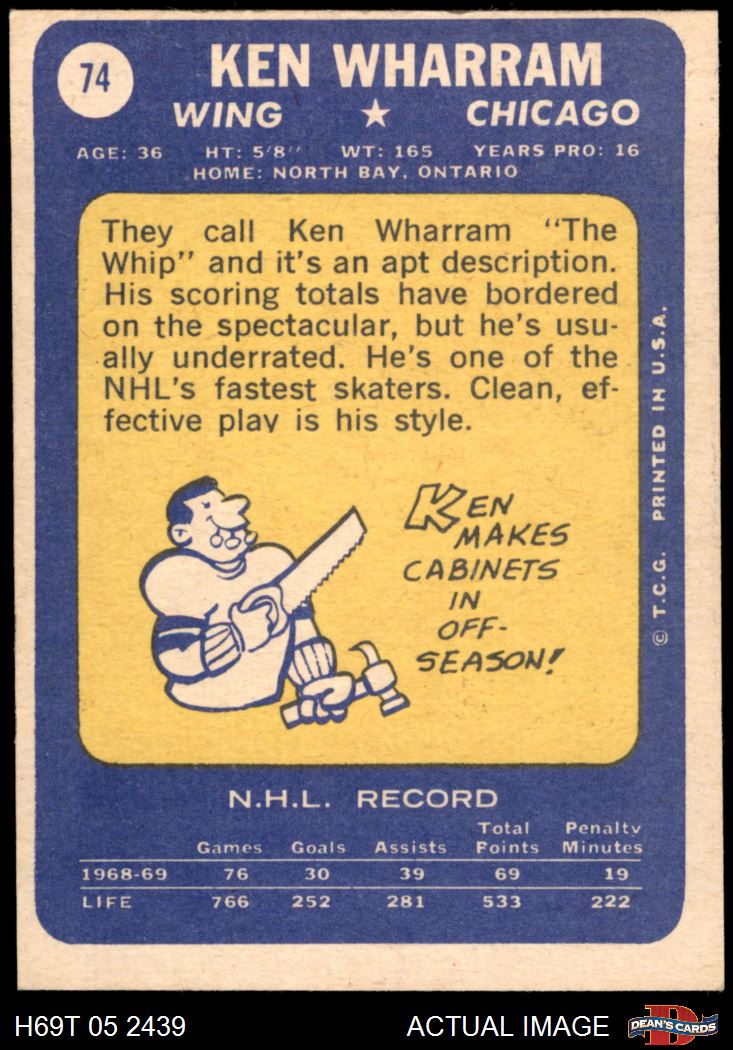 74
KEN WHARRAM
WING ★ CHICAGO
AGE: 36 HT: 5'8'' WT: 165 YEARS PRO: 16
HOME: NORTH BAY, ONTARIO
They call Ken Wharram "The
Whip" and it's an apt description.
His scoring totals have bordered
on the spectacular, but he's usu-
ally underrated. He's one of the
NHL's fastest skaters. Clean, ef-
fective play is his style.
KEN
MAKES
CABINETS
IN
OFF-
SEASON!
© T.C.G. PRINTED IN U.S.A.
N.H.L. RECORD
Games Goals Assists Total Points Penalty Minutes
1968-69 76 30 39 69 19
LIFE 766 252 281 533 222
H69T 05 2439 ACTUAL IMAGE D DEAN'S CARDS